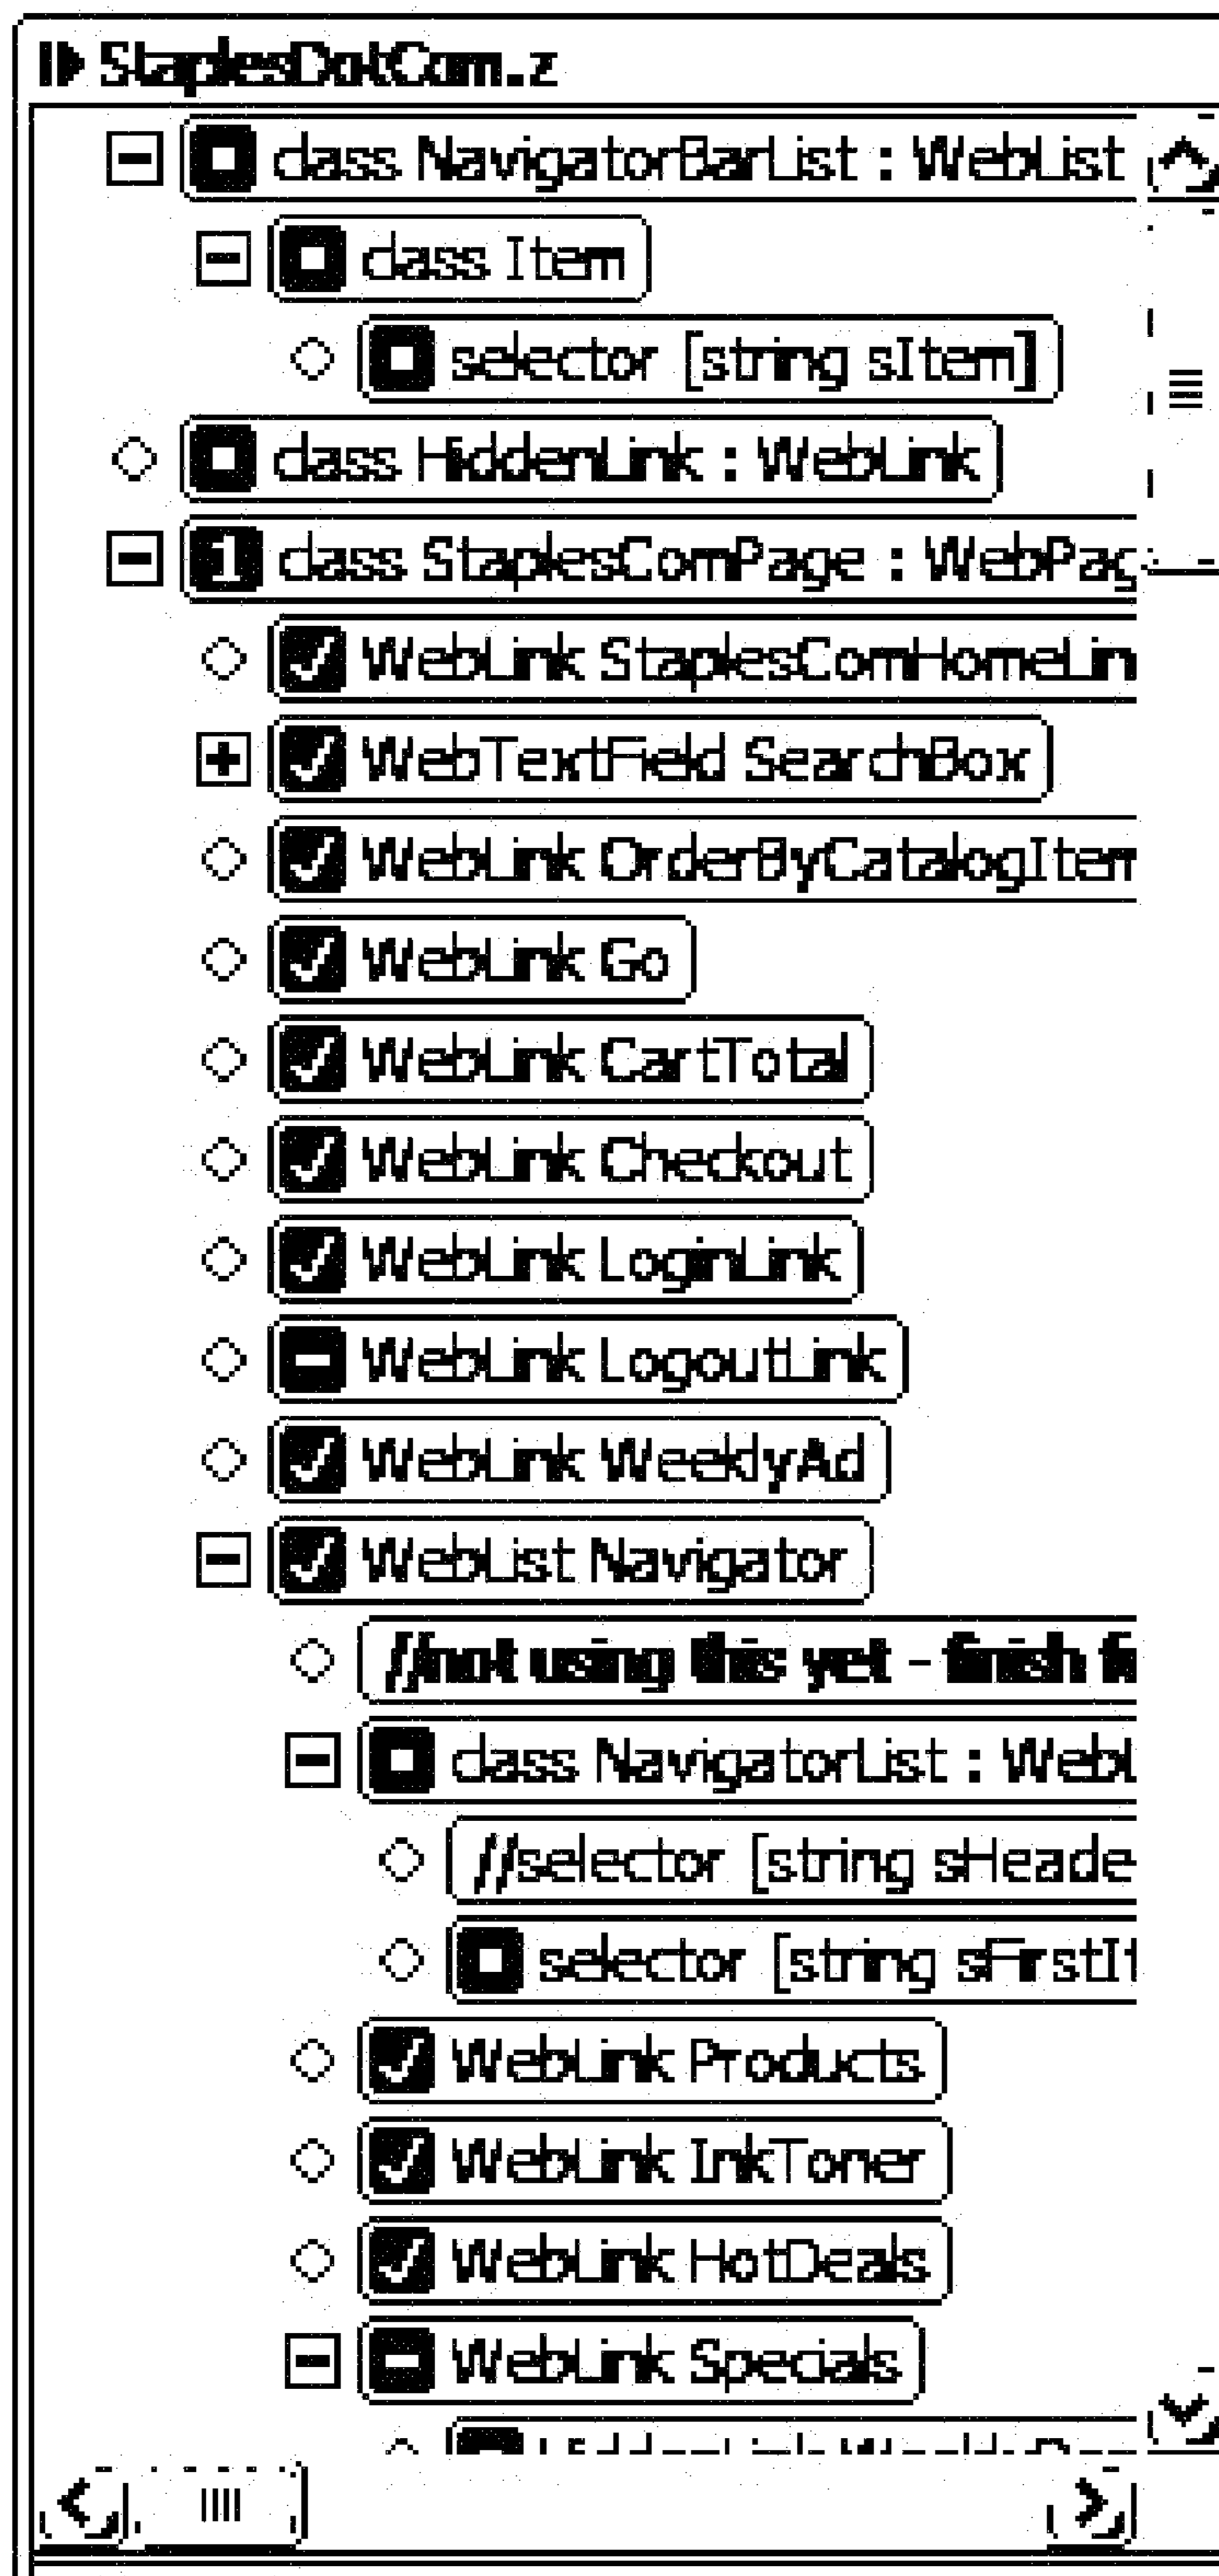 StaplesDotCom.z
class NavigatorBarList : WebList
class Item
selector [string sItem]
class HiddenLink : WebLink
1 class StaplesComPage : WebPag
WebLink StaplesComHomeLin
WebTextField SearchBox
WebLink OrderByCatalogItem
WebLink Go
WebLink CartTotal
WebLink Checkout
WebLink LoginLink
WebLink LogoutLink
WebLink WeeklyAd
WebList Navigator
//not using this yet - finish
class NavigatorList : WebL
//selector [string sHeade
selector [string sFirstIt
WebLink Products
WebLink InkToner
WebLink HotDeals
WebLink Specials